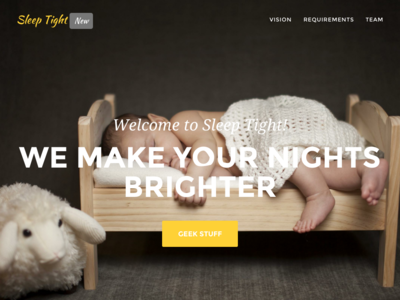 Sleep Tight New
VISION REQUIREMENTS TEAM
Welcome to Sleep Tight!
WE MAKE YOUR NIGHTS
BRIGHTER
GEEK STUFF